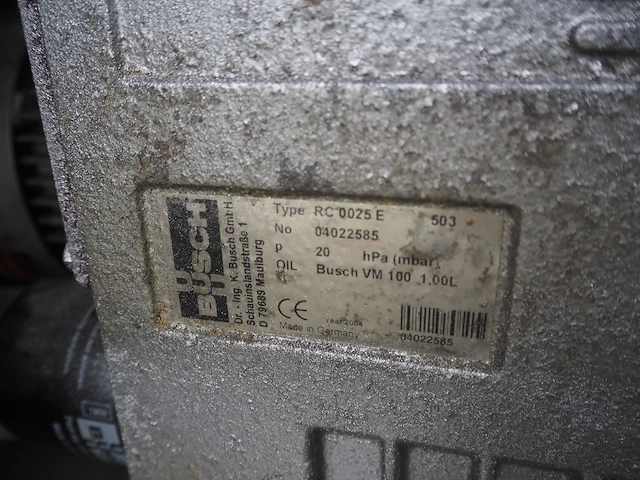 BUSCH
Dr. - Ing. K. Busch GmbH
Schauinslandstraße 1
D 79689 Maulburg
Type RC 0025 E 503
No 04022585
P 20 hPa (mbar)
OIL Busch VM 100 1,00L
CE
Made in Germany
04022585